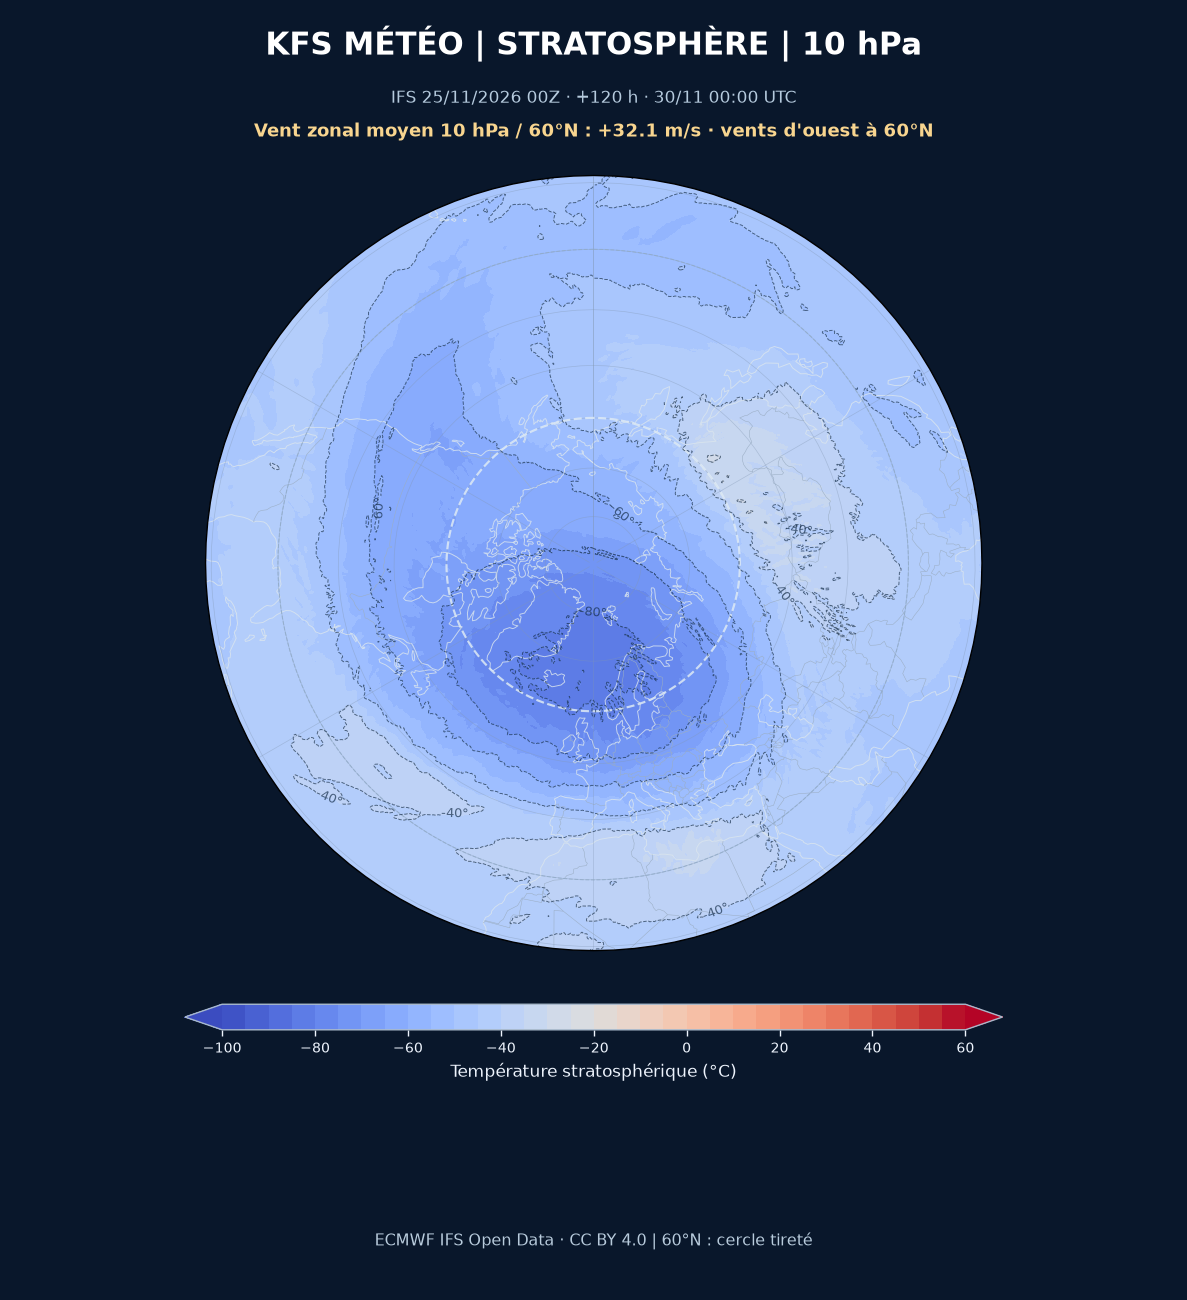 KFS MÉTÉO | STRATOSPHÈRE | 10 hPa
IFS 25/11/2026 00Z · +120 h · 30/11 00:00 UTC
Vent zonal moyen 10 hPa / 60°N : +32.1 m/s · vents d'ouest à 60°N
-60°
-60°
-40°
-40°
-80°
-40°
-40°
-40°
−100 −80 −60 −40 −20 0 20 40 60
Température stratosphérique (°C)
ECMWF IFS Open Data · CC BY 4.0 | 60°N : cercle tireté